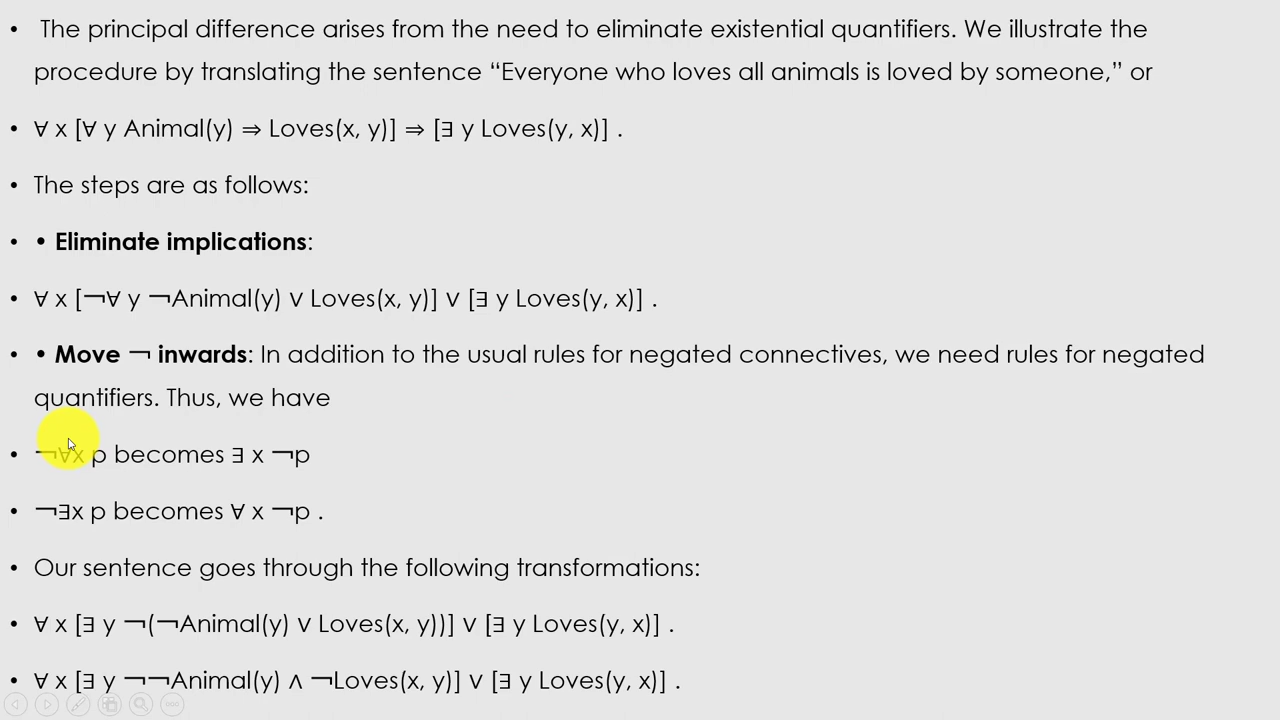 • The principal difference arises from the need to eliminate existential quantifiers. We illustrate the
procedure by translating the sentence “Everyone who loves all animals is loved by someone,” or
• ∀ x [∀ y Animal(y) ⇒ Loves(x, y)] ⇒ [∃ y Loves(y, x)] .
• The steps are as follows:
• • Eliminate implications:
• ∀ x [¬∀ y ¬Animal(y) ∨ Loves(x, y)] ∨ [∃ y Loves(y, x)] .
• • Move ¬ inwards: In addition to the usual rules for negated connectives, we need rules for negated
quantifiers. Thus, we have
• ¬∀x p becomes ∃ x ¬p
• ¬∃x p becomes ∀ x ¬p .
• Our sentence goes through the following transformations:
• ∀ x [∃ y ¬(¬Animal(y) ∨ Loves(x, y))] ∨ [∃ y Loves(y, x)] .
• ∀ x [∃ y ¬¬Animal(y) ∧ ¬Loves(x, y)] ∨ [∃ y Loves(y, x)] .